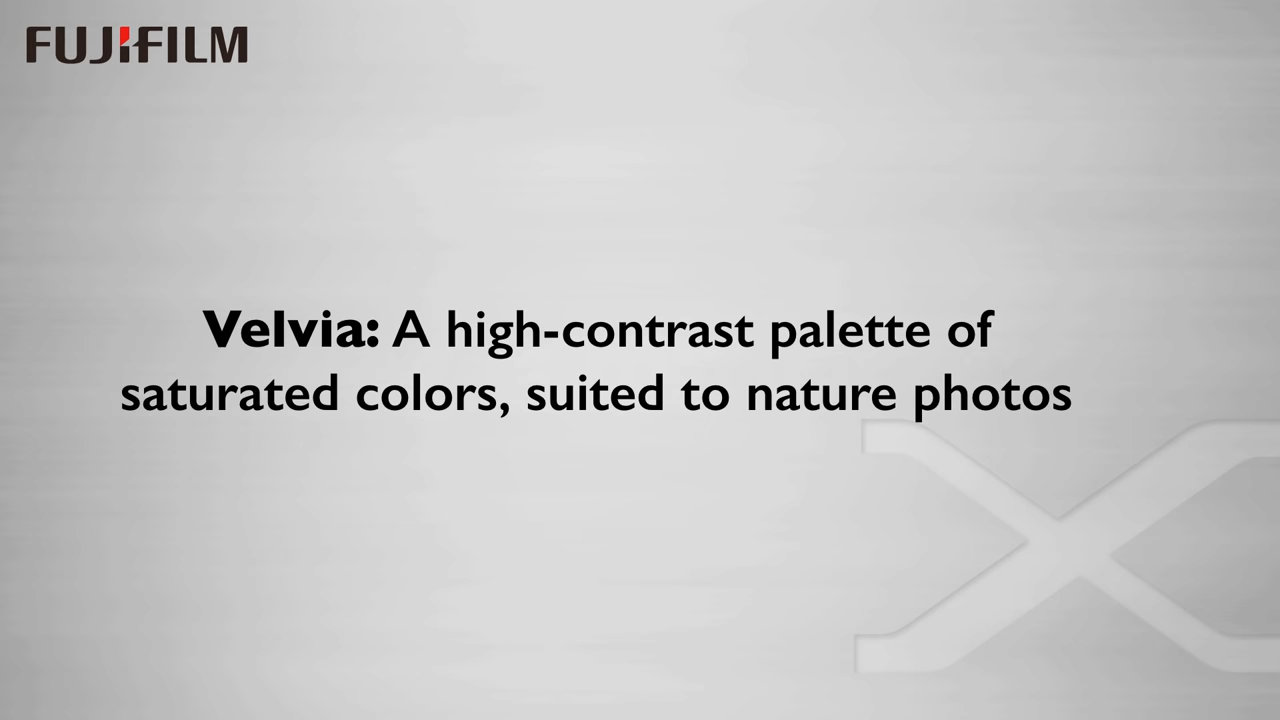 FUJIFILM
Velvia: A high-contrast palette of
saturated colors, suited to nature photos